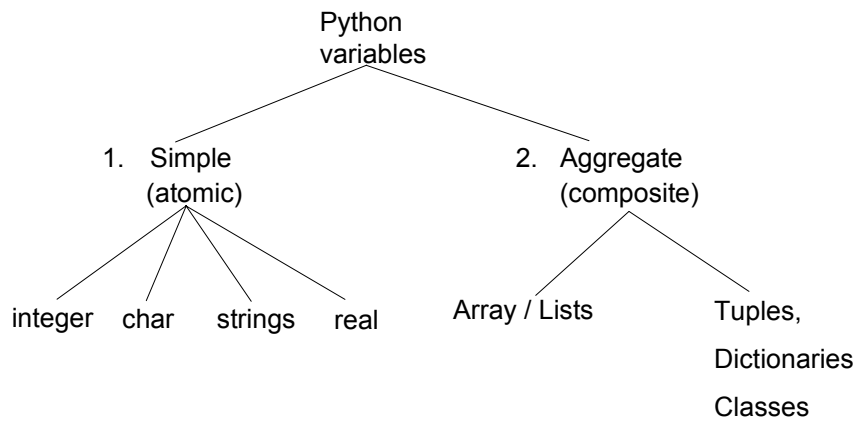 Python
variables
1. Simple
(atomic)
2. Aggregate
(composite)
integer char strings real
Array / Lists
Tuples,
Dictionaries
Classes